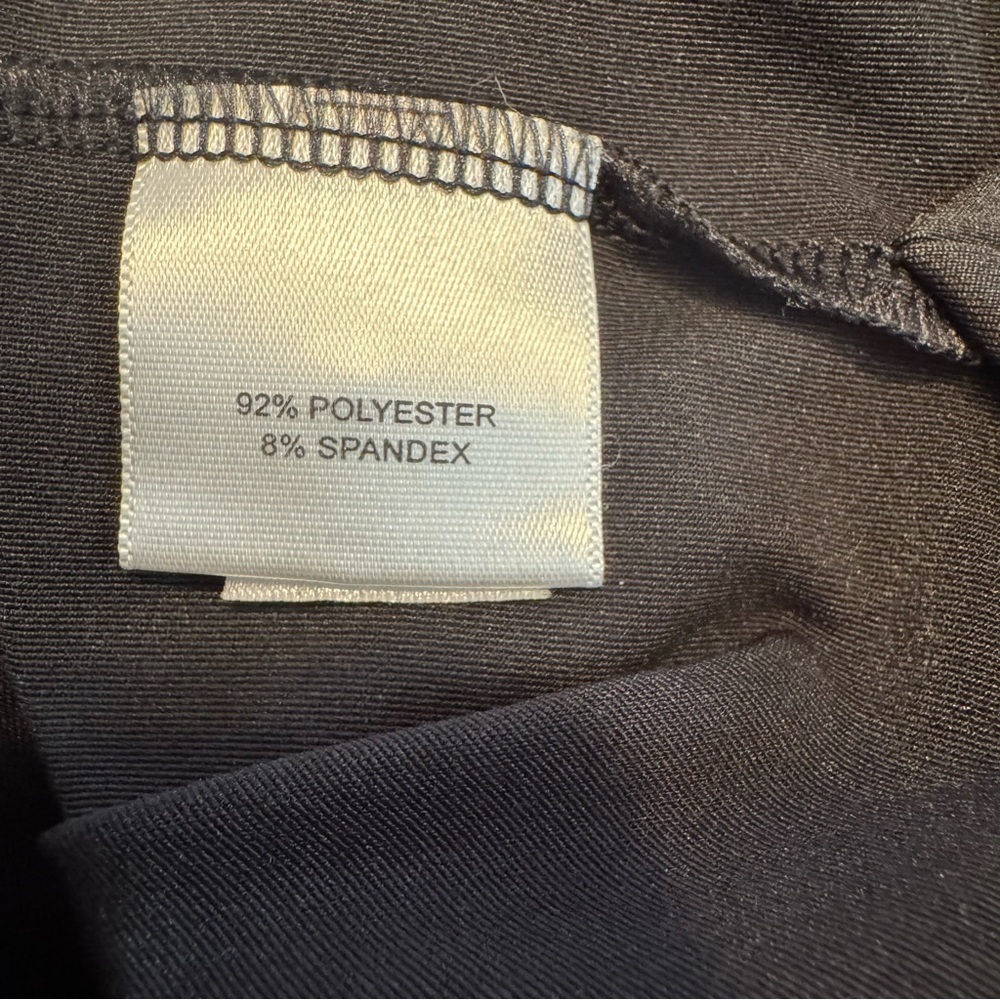 92% POLYESTER
8% SPANDEX